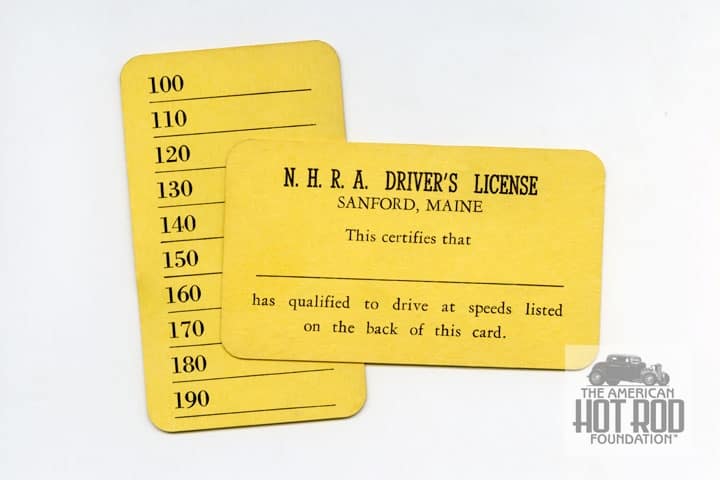 100
110
120
130
140
150
160
170
180
190
N. H. R. A. DRIVER'S LICENSE
SANFORD, MAINE
This certifies that
has qualified to drive at speeds listed
on the back of this card.
THE AMERICAN
HOT ROD
FOUNDATION™